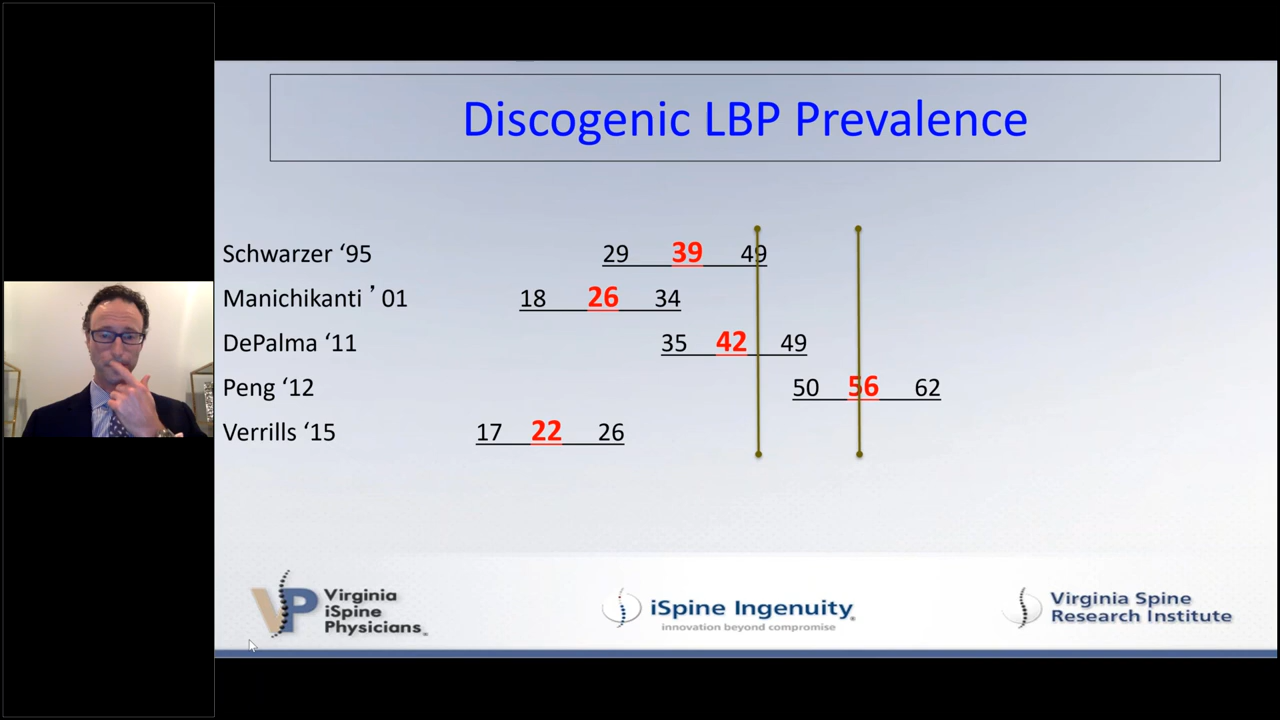 Discogenic LBP Prevalence
Schwarzer ‘95 29 39 49
Manichikanti ’ 01 18 26 34
DePalma ‘11 35 42 49
Peng ‘12 50 56 62
Verrills ‘15 17 22 26
VP Virginia
iSpine
Physicians
iSpine Ingenuity
innovation beyond compromise
Virginia Spine
Research Institute